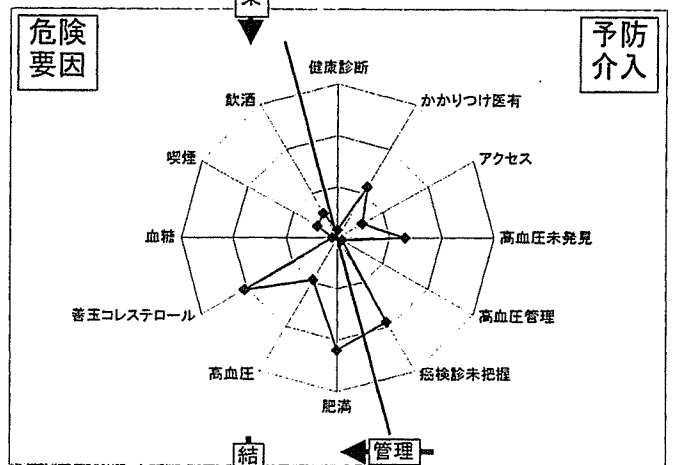 危険
要因
予防
介入
健康診断
飲酒
かかりつけ医有
喫煙
アクセス
血糖
高血圧未発見
善玉コレステロール
高血圧管理
高血圧
癌検診未把握
肥満
結
管理